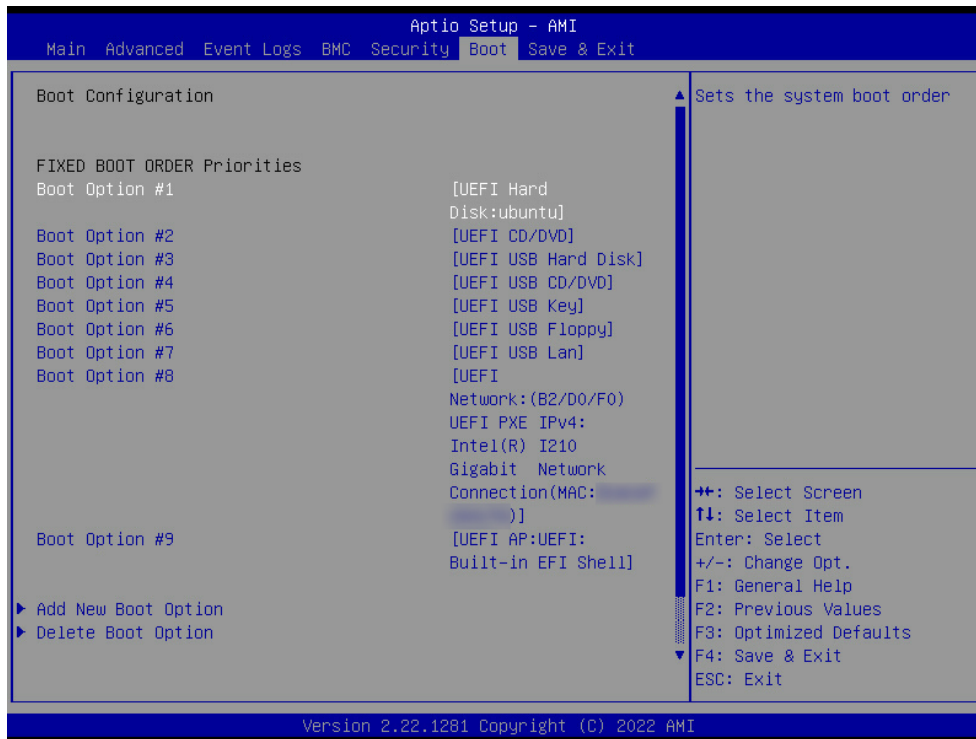 Aptio Setup – AMI
Main Advanced Event Logs BMC Security Boot Save & Exit
Boot Configuration
FIXED BOOT ORDER Priorities
Boot Option #1 [UEFI Hard
Disk:ubuntu]
Boot Option #2 [UEFI CD/DVD]
Boot Option #3 [UEFI USB Hard Disk]
Boot Option #4 [UEFI USB CD/DVD]
Boot Option #5 [UEFI USB Key]
Boot Option #6 [UEFI USB Floppy]
Boot Option #7 [UEFI USB Lan]
Boot Option #8 [UEFI
Network:(B2/D0/F0)
UEFI PXE IPv4:
Intel(R) I210
Gigabit Network
Connection(MAC:
)]
Boot Option #9 [UEFI AP:UEFI:
Built-in EFI Shell]
Add New Boot Option
Delete Boot Option
Sets the system boot order
→←: Select Screen
↑↓: Select Item
Enter: Select
+/-: Change Opt.
F1: General Help
F2: Previous Values
F3: Optimized Defaults
F4: Save & Exit
ESC: Exit
Version 2.22.1281 Copyright (C) 2022 AMI